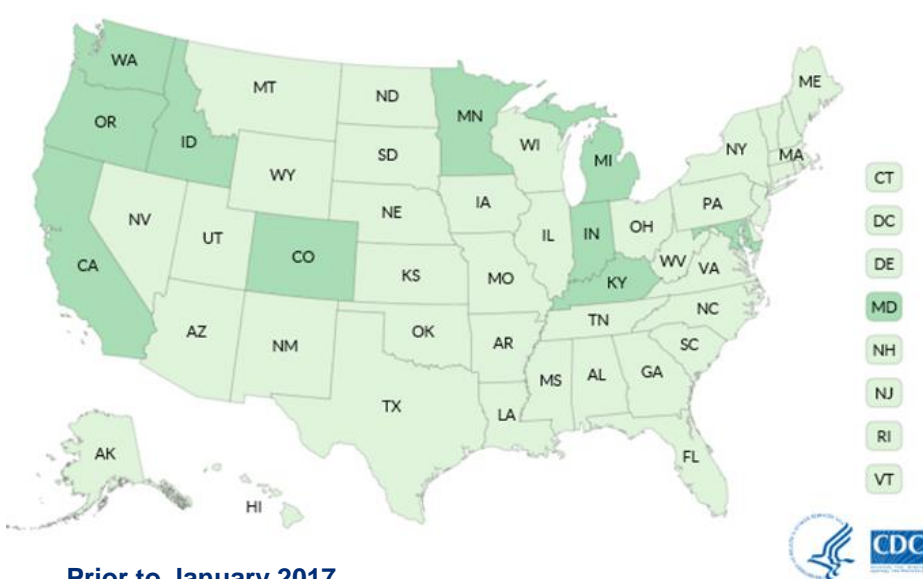 WA
MT
ND
MN
ME
OR
ID
SD
WI
MI
NY
MA
WY
CT
IA
PA
NE
NV
UT
CO
IL
IN
OH
DC
CA
KS
MO
WV
VA
DE
KY
AZ
NM
OK
AR
TN
NC
MD
SC
TX
MS
AL
GA
NH
LA
NJ
AK
FL
RI
HI
VT
CDC
Prior to January 2017